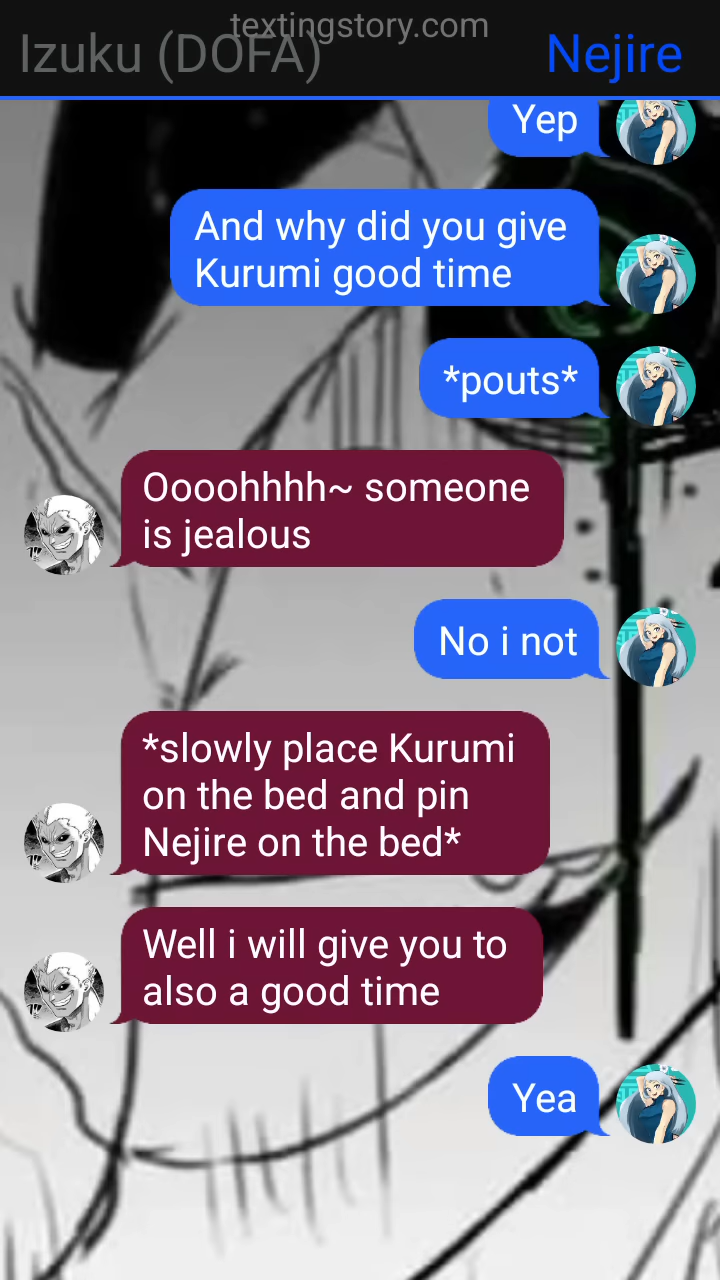 textingstory.com
Izuku (DOFA)
Nejire
Yep
And why did you give
Kurumi good time
*pouts*
Oooohhhh~ someone
is jealous
No i not
*slowly place Kurumi
on the bed and pin
Nejire on the bed*
Well i will give you to
also a good time
Yea